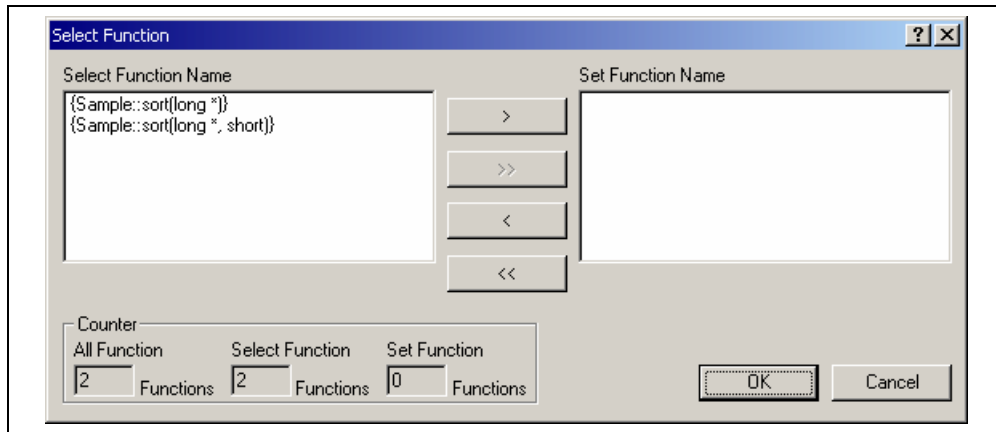 Select Function
? X
Select Function Name
Set Function Name
{Sample::sort(long *)}
{Sample::sort(long *, short)}
>
>>
<
<<
Counter
All Function
Select Function
Set Function
2 Functions
2 Functions
0 Functions
OK
Cancel